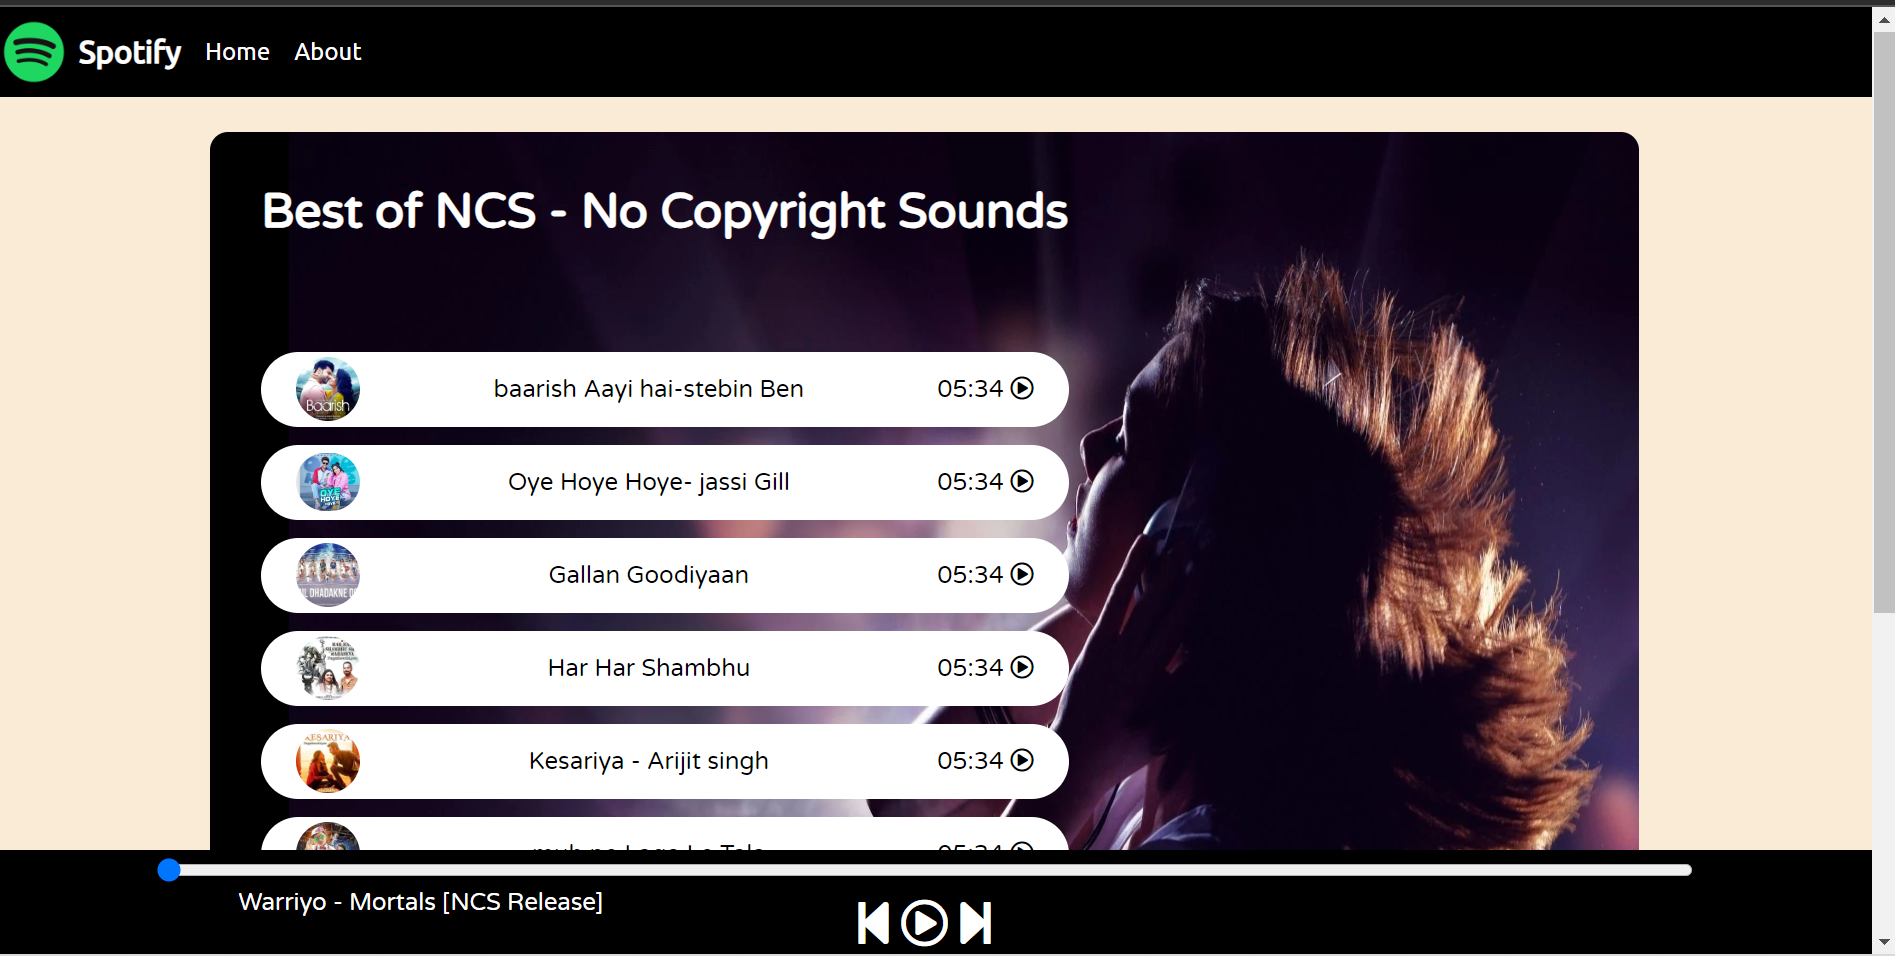 Spotify Home About
Best of NCS - No Copyright Sounds
Baarish
baarish Aayi hai-stebin Ben 05:34
OYE
HOYE
Oye Hoye Hoye- jassi Gill 05:34
DHADAKNE
Gallan Goodiyaan 05:34
Har Har Shambhu 05:34
KESARIYA
Kesariya - Arijit singh 05:34
05:34
Warriyo - Mortals [NCS Release]